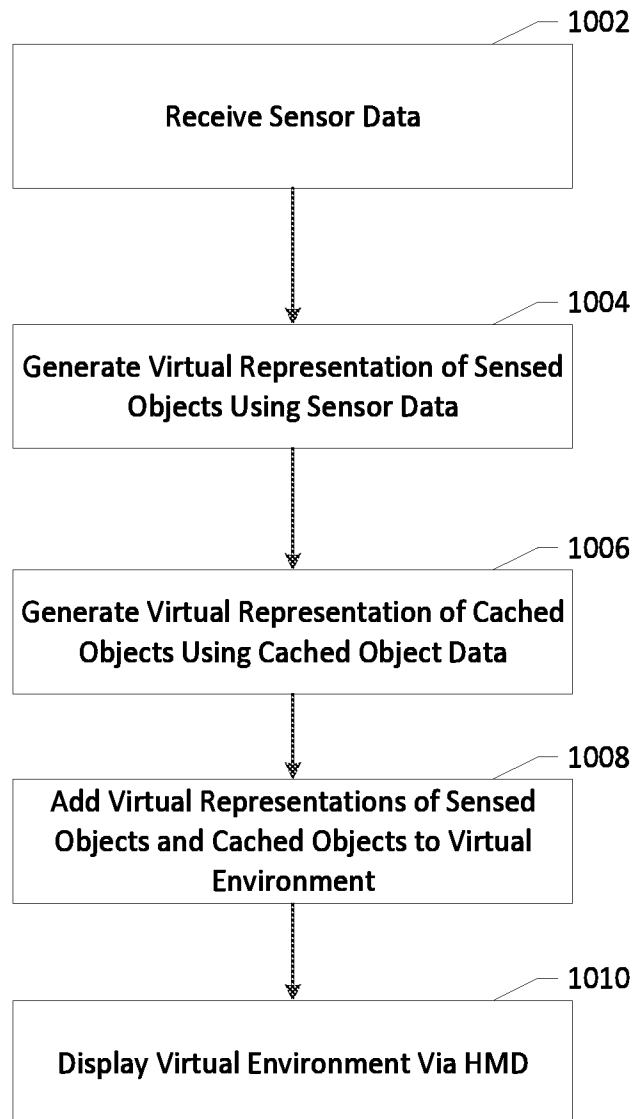 1002
Receive Sensor Data
1004
Generate Virtual Representation of Sensed
Objects Using Sensor Data
1006
Generate Virtual Representation of Cached
Objects Using Cached Object Data
1008
Add Virtual Representations of Sensed
Objects and Cached Objects to Virtual
Environment
1010
Display Virtual Environment Via HMD